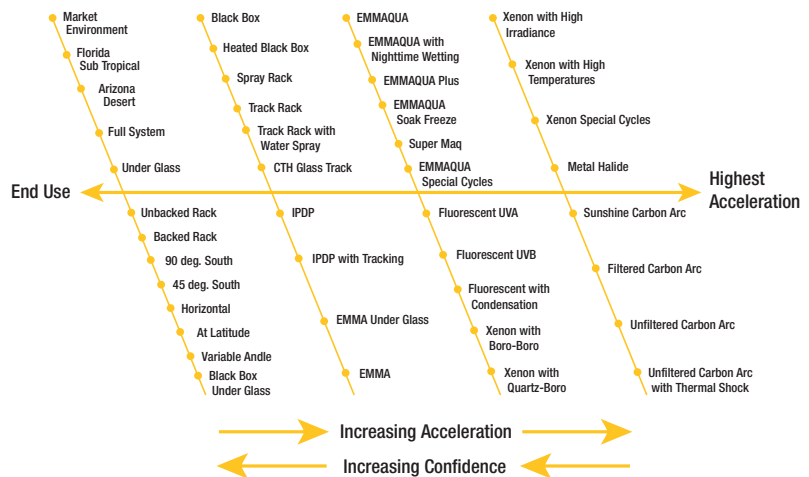 Market
Environment
Florida
Sub Tropical
Arizona
Desert
Full System
Under Glass
Black Box
Heated Black Box
Spray Rack
Track Rack
Track Rack with
Water Spray
CTH Glass Track
EMMAQUA
EMMAQUA with
Nighttime Wetting
EMMAQUA Plus
EMMAQUA
Soak Freeze
Super Maq
EMMAQUA
Special Cycles
Xenon with High
Irradiance
Xenon with High
Temperatures
Xenon Special Cycles
Metal Halide
End Use
Highest
Acceleration
Unbacked Rack
Backed Rack
90 deg. South
45 deg. South
Horizontal
At Latitude
Variable Andle
Black Box
Under Glass
IPDP
IPDP with Tracking
EMMA Under Glass
EMMA
Fluorescent UVA
Fluorescent UVB
Fluorescent with
Condensation
Xenon with
Boro-Boro
Xenon with
Quartz-Boro
Sunshine Carbon Arc
Filtered Carbon Arc
Unfiltered Carbon Arc
Unfiltered Carbon Arc
with Thermal Shock
Increasing Acceleration
Increasing Confidence